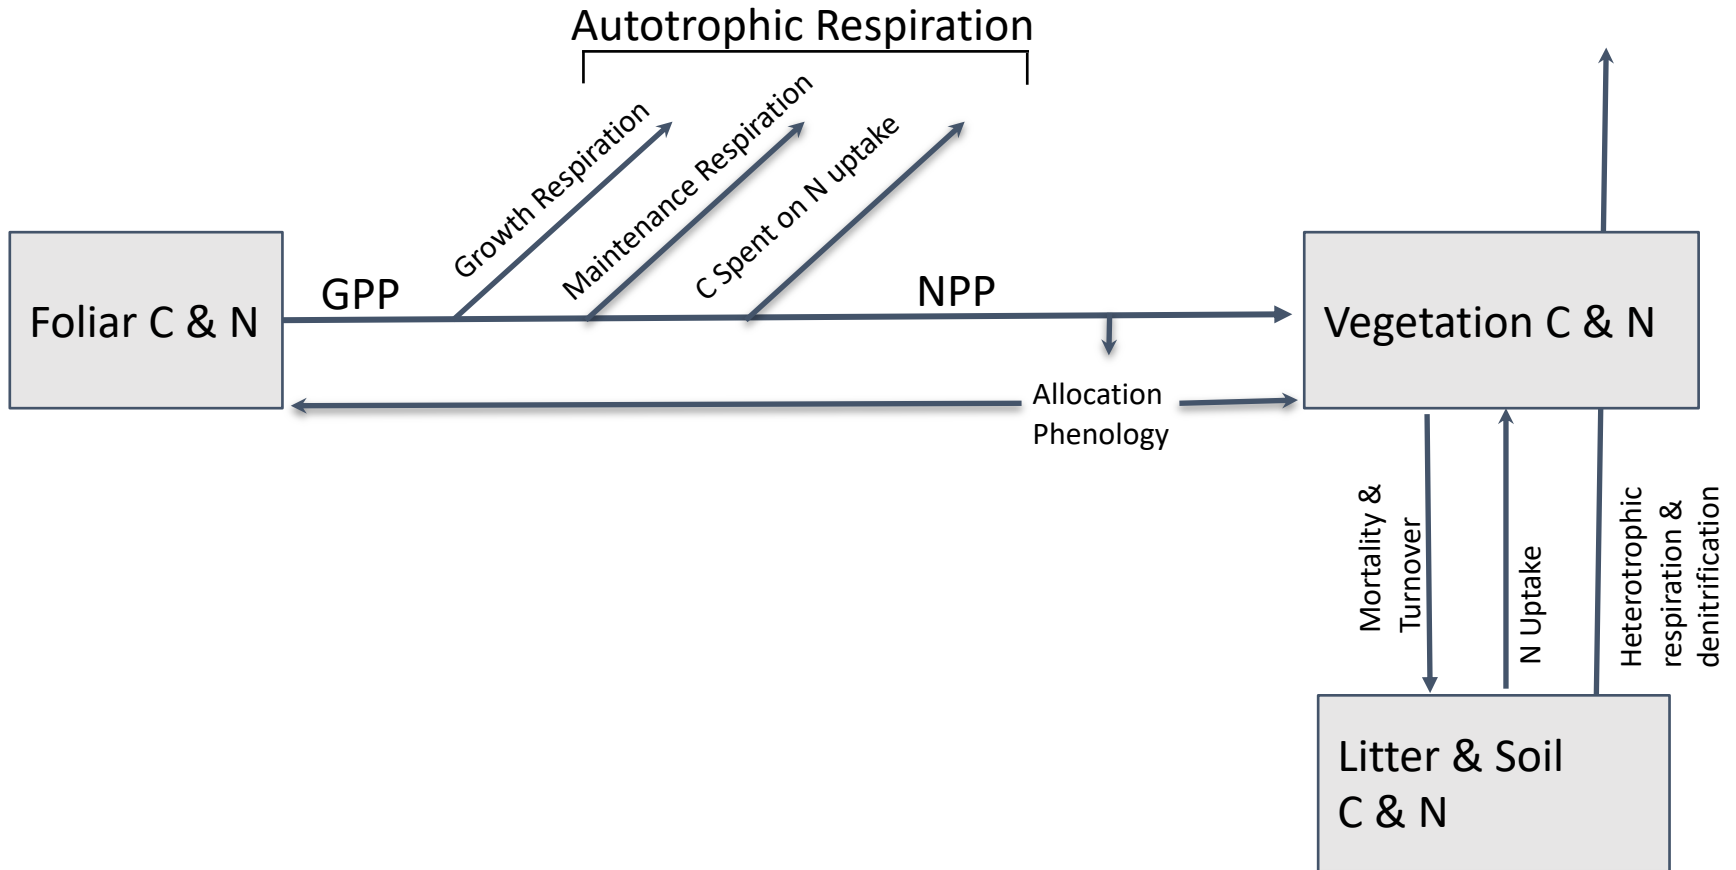 Autotrophic Respiration
Growth Respiration
Maintenance Respiration
C Spent on N uptake
Foliar C & N
GPP
NPP
Vegetation C & N
Allocation
Phenology
Mortality &
Turnover
N Uptake
Heterotrophic
respiration &
denitrification
Litter & Soil
C & N